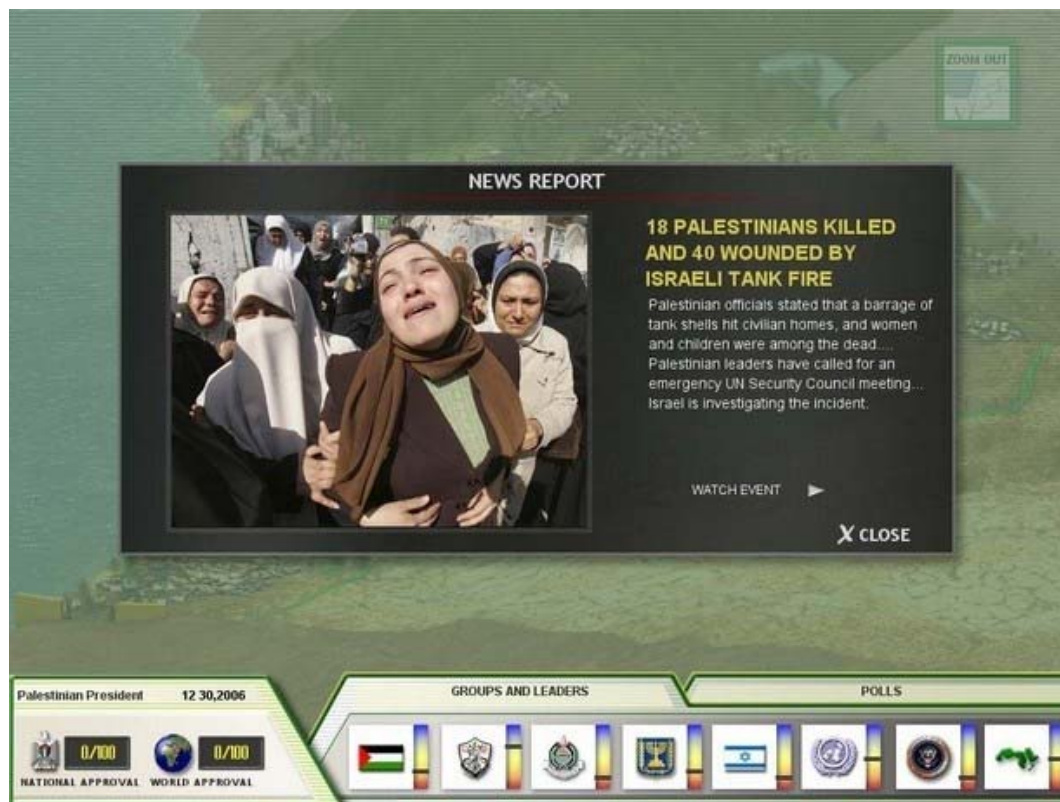 ZOOM OUT
NEWS REPORT
18 PALESTINIANS KILLED
AND 40 WOUNDED BY
ISRAELI TANK FIRE
Palestinian officials stated that a barrage of
tank shells hit civilian homes, and women
and children were among the dead....
Palestinian leaders have called for an
emergency UN Security Council meeting...
Israel is investigating the incident.
WATCH EVENT
X CLOSE
Palestinian President 12 30,2006
GROUPS AND LEADERS
POLLS
0/100
0/100
NATIONAL APPROVAL WORLD APPROVAL